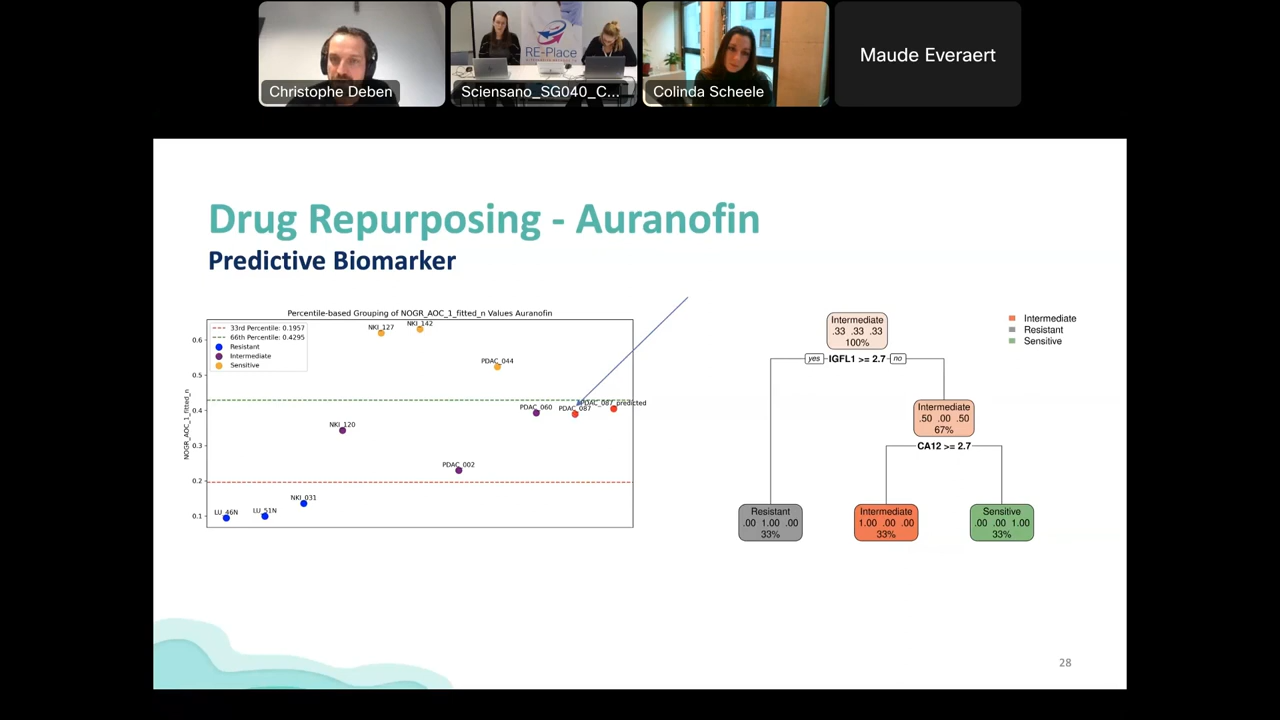 Christophe Deben
RE-Place
Sciensano_SG040_C...
Colinda Scheele
Maude Everaert
Drug Repurposing - Auranofin
Predictive Biomarker
Percentile-based Grouping of NOGR_AOC_1_fitted_n Values Auranofin
33rd Percentile: 0.1957
66th Percentile: 0.4295
Resistant
Intermediate
Sensitive
NOGR_AOC_1_fitted_n
0.6
0.5
0.4
0.3
0.2
0.1
NKI_127
NKI_142
PDAC_044
PDAC_060
PDAC_087
PDAC_087_predicted
NKI_120
PDAC_002
NKI_031
LU_46N
LU_51N
Intermediate
.33 .33 .33
100%
yes
IGFL1 >= 2.7
no
Intermediate
.50 .00 .50
67%
CA12 >= 2.7
Resistant
.00 1.00 .00
33%
Intermediate
1.00 .00 .00
33%
Sensitive
.00 .00 1.00
33%
Intermediate
Resistant
Sensitive
28